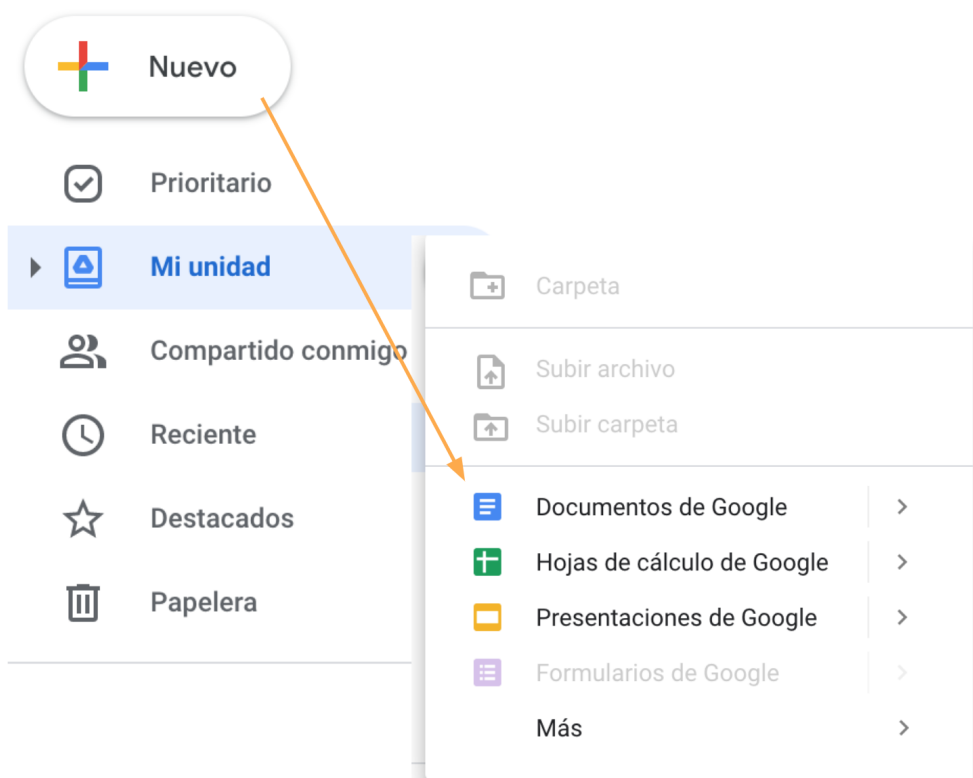 Nuevo
Prioritario
Mi unidad
Compartido conmigo
Reciente
Destacados
Papelera
Carpeta
Subir archivo
Subir carpeta
Documentos de Google
Hojas de cálculo de Google
Presentaciones de Google
Formularios de Google
Más